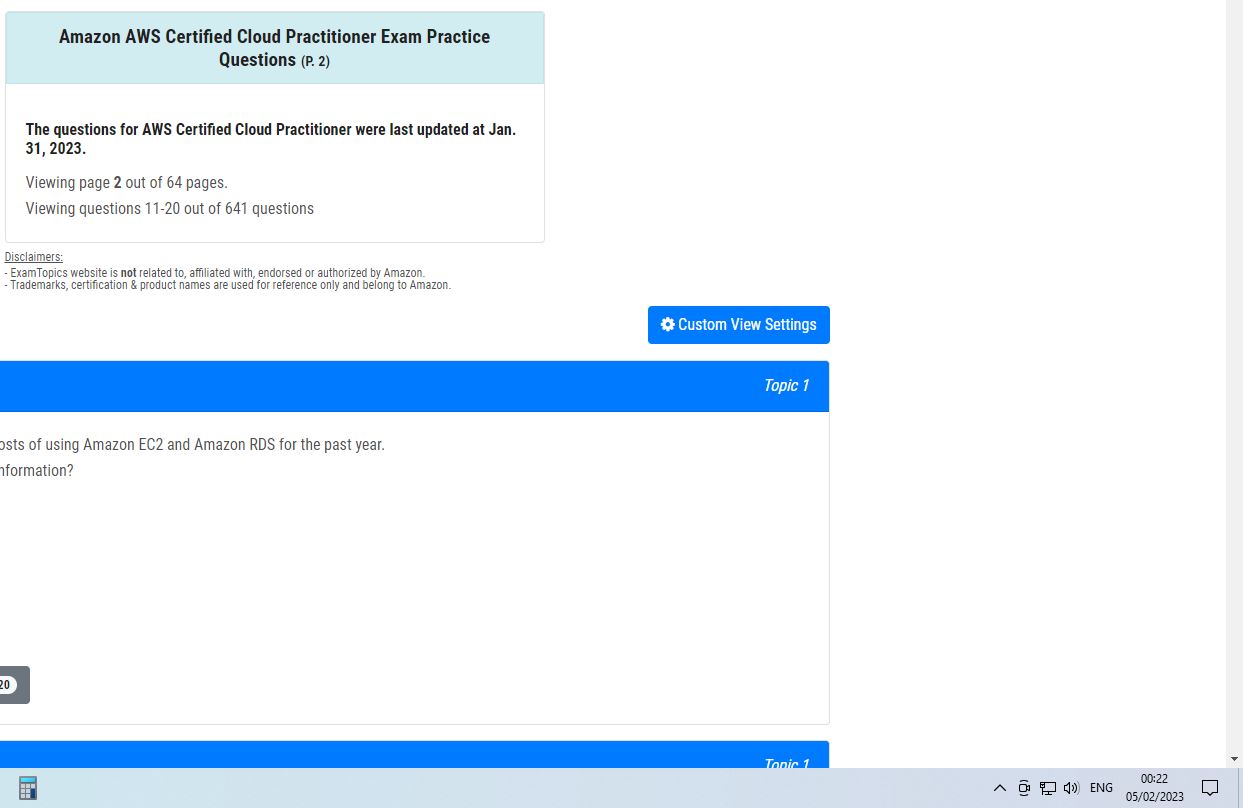 Amazon AWS Certified Cloud Practitioner Exam Practice
Questions (P. 2)
The questions for AWS Certified Cloud Practitioner were last updated at Jan.
31, 2023.
Viewing page 2 out of 64 pages.
Viewing questions 11-20 out of 641 questions
Disclaimers:
- ExamTopics website is not related to, affiliated with, endorsed or authorized by Amazon.
- Trademarks, certification & product names are used for reference only and belong to Amazon.
Custom View Settings
Topic 1
osts of using Amazon EC2 and Amazon RDS for the past year.
nformation?
20
Topic 1
ENG
00:22
05/02/2023